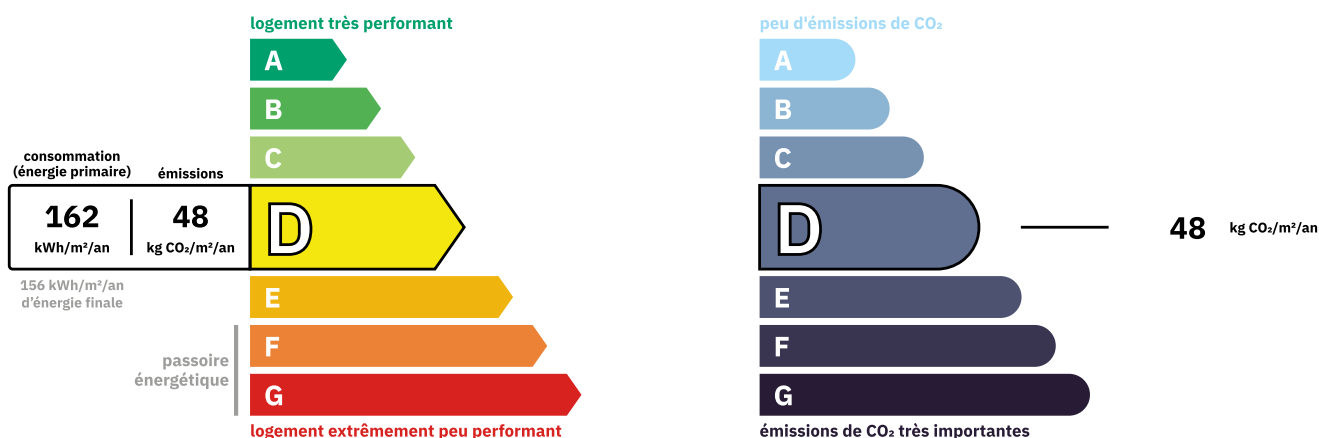 logement très performant
A
B
C
consommation
(énergie primaire)
émissions
162
kWh/m²/an
48
kg CO₂/m²/an
D
156 kWh/m²/an
d'énergie finale
E
F
passoire
énergétique
G
logement extrêmement peu performant
peu d'émissions de CO₂
A
B
C
D
48 kg CO₂/m²/an
E
F
G
émissions de CO₂ très importantes